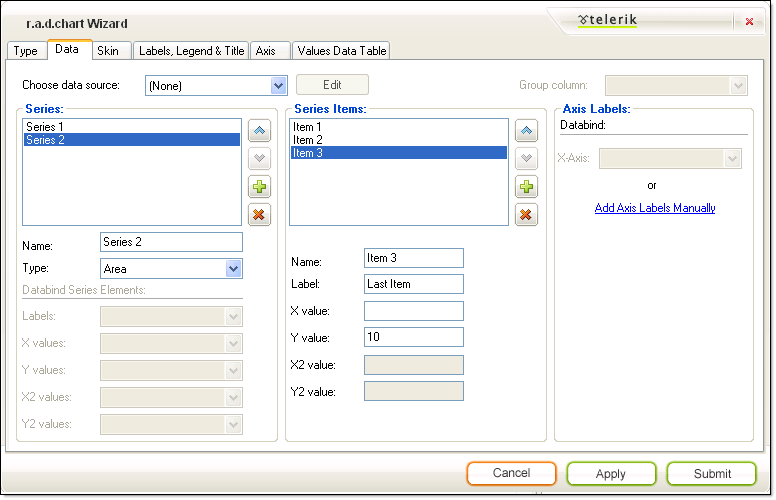 r.a.d.chart Wizard
telerik
Type Data Skin Labels, Legend & Title Axis Values Data Table
Choose data source: (None) Edit Group column:
Series:
Series 1
Series 2
Name: Series 2
Type: Area
Databind Series Elements:
Labels:
X values:
Y values:
X2 values:
Y2 values:
Series Items:
Item 1
Item 2
Item 3
Name: Item 3
Label: Last Item
X value:
Y value: 10
X2 value:
Y2 value:
Axis Labels:
Databind:
X-Axis:
or
Add Axis Labels Manually
Cancel Apply Submit